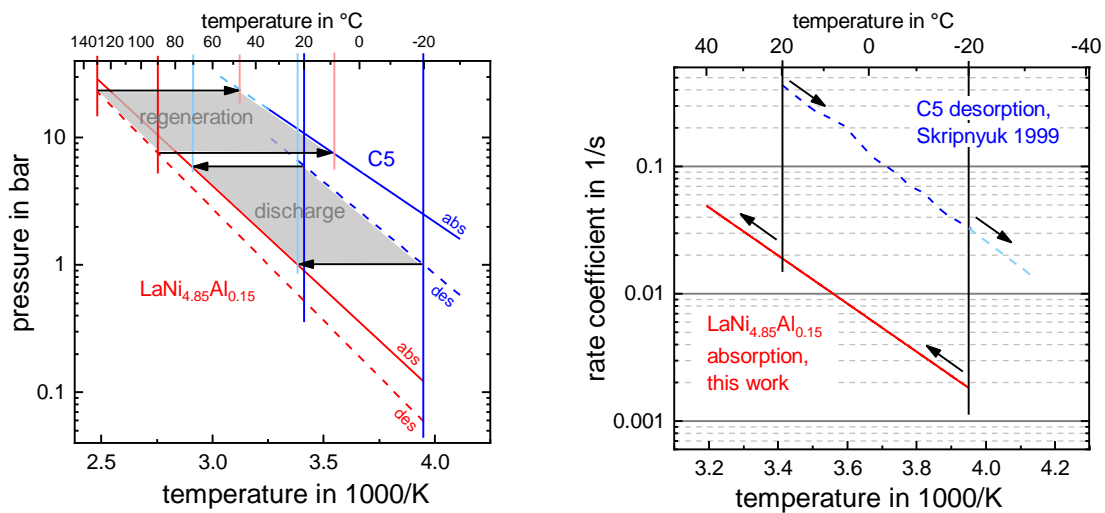 temperature in °C
140 120 100 80 60 40 20 0 -20
10
1
0.1
pressure in bar
regeneration
C5
discharge
abs
des
LaNi4.85Al0.15
abs
des
2.5 3.0 3.5 4.0
temperature in 1000/K
temperature in °C
40 20 0 -20 -40
0.1
0.01
0.001
rate coefficient in 1/s
C5 desorption,
Skripnyuk 1999
LaNi4.85Al0.15
absorption,
this work
3.2 3.4 3.6 3.8 4.0 4.2
temperature in 1000/K